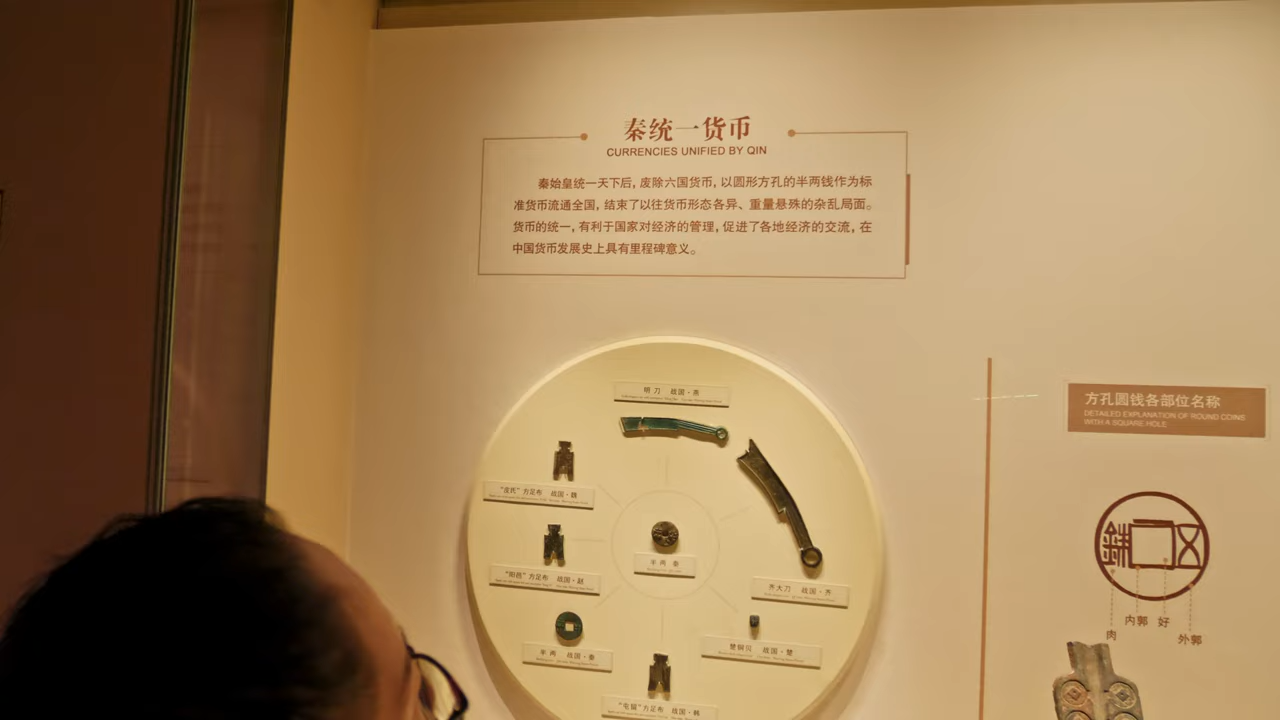 秦统一货币
CURRENCIES UNIFIED BY QIN
秦始皇统一天下后，废除六国货币，以圆形方孔的半两钱作为标
准货币流通全国，结束了以往货币形态各异、重量悬殊的杂乱局面。
货币的统一，有利于国家对经济的管理，促进了各地经济的交流，在
中国货币发展史上具有里程碑意义。
明刀 战国·燕
"皮氏"方足布 战国·魏
半两 秦
"阳邑"方足布 战国·赵
齐大刀 战国·齐
半两 战国·秦
楚铜贝 战国·楚
"屯留"方足布 战国·韩
方孔圆钱各部位名称
DETAILED EXPLANATION OF ROUND COINS
WITH A SQUARE HOLE
肉
内郭
好
外郭